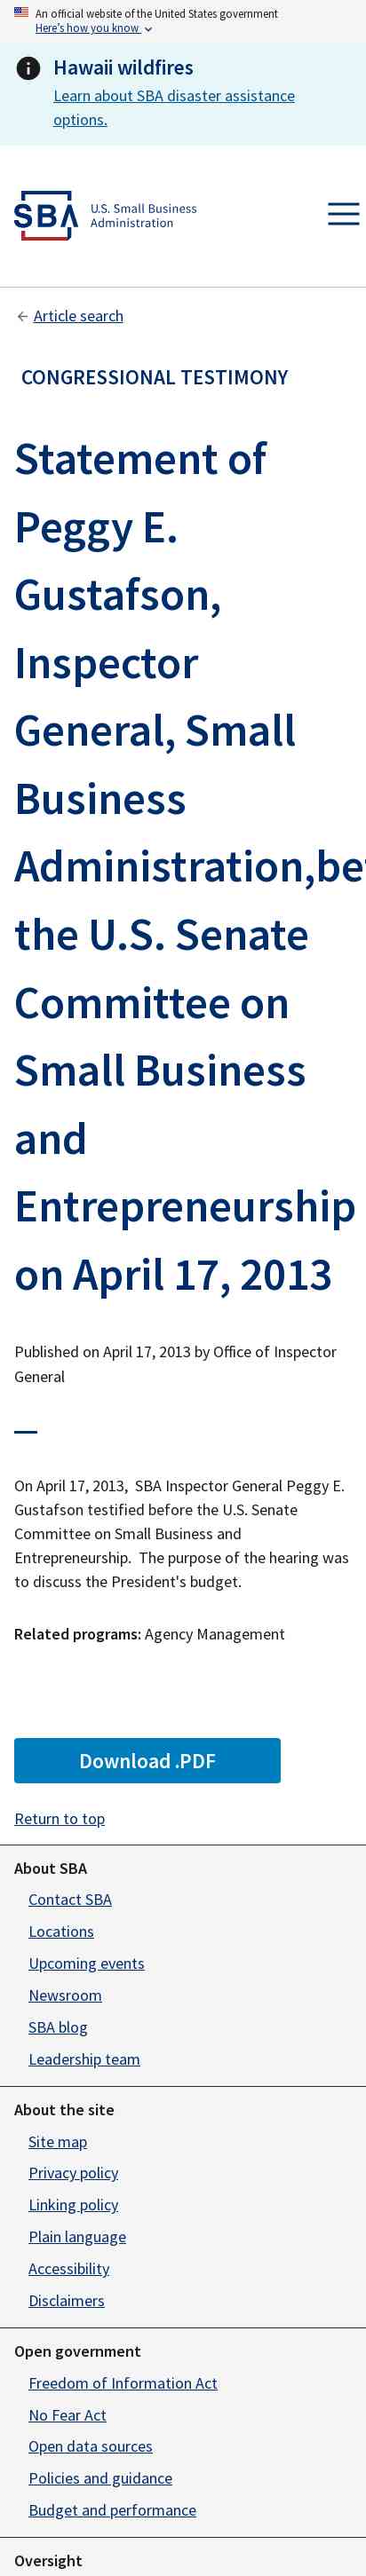 An official website of the United States government
Here’s how you know
Hawaii wildfires
Learn about SBA disaster assistance
options.
SBA
U.S. Small Business
Administration
Article search
CONGRESSIONAL TESTIMONY
Statement of
Peggy E.
Gustafson,
Inspector
General, Small
Business
Administration,bef
the U.S. Senate
Committee on
Small Business
and
Entrepreneurship
on April 17, 2013
Published on April 17, 2013 by Office of Inspector
General
On April 17, 2013,  SBA Inspector General Peggy E.
Gustafson testified before the U.S. Senate
Committee on Small Business and
Entrepreneurship.  The purpose of the hearing was
to discuss the President's budget.
Related programs: Agency Management
Download .PDF
Return to top
About SBA
Contact SBA
Locations
Upcoming events
Newsroom
SBA blog
Leadership team
About the site
Site map
Privacy policy
Linking policy
Plain language
Accessibility
Disclaimers
Open government
Freedom of Information Act
No Fear Act
Open data sources
Policies and guidance
Budget and performance
Oversight